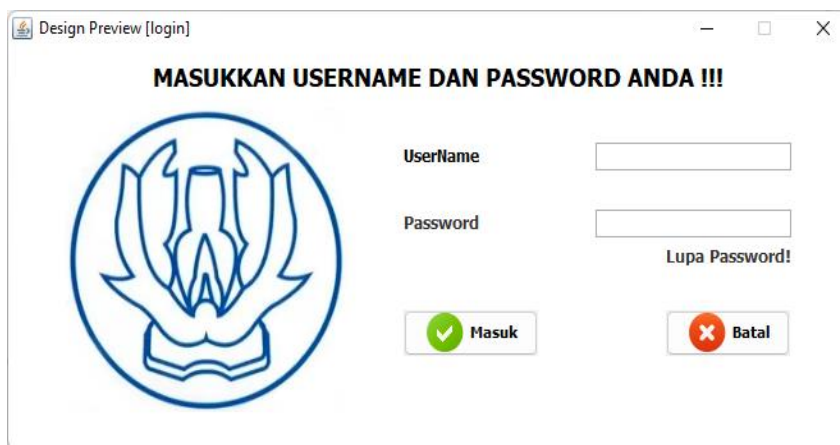 Design Preview [login]
MASUKKAN USERNAME DAN PASSWORD ANDA !!!
UserName
Password
Lupa Password!
Masuk
Batal